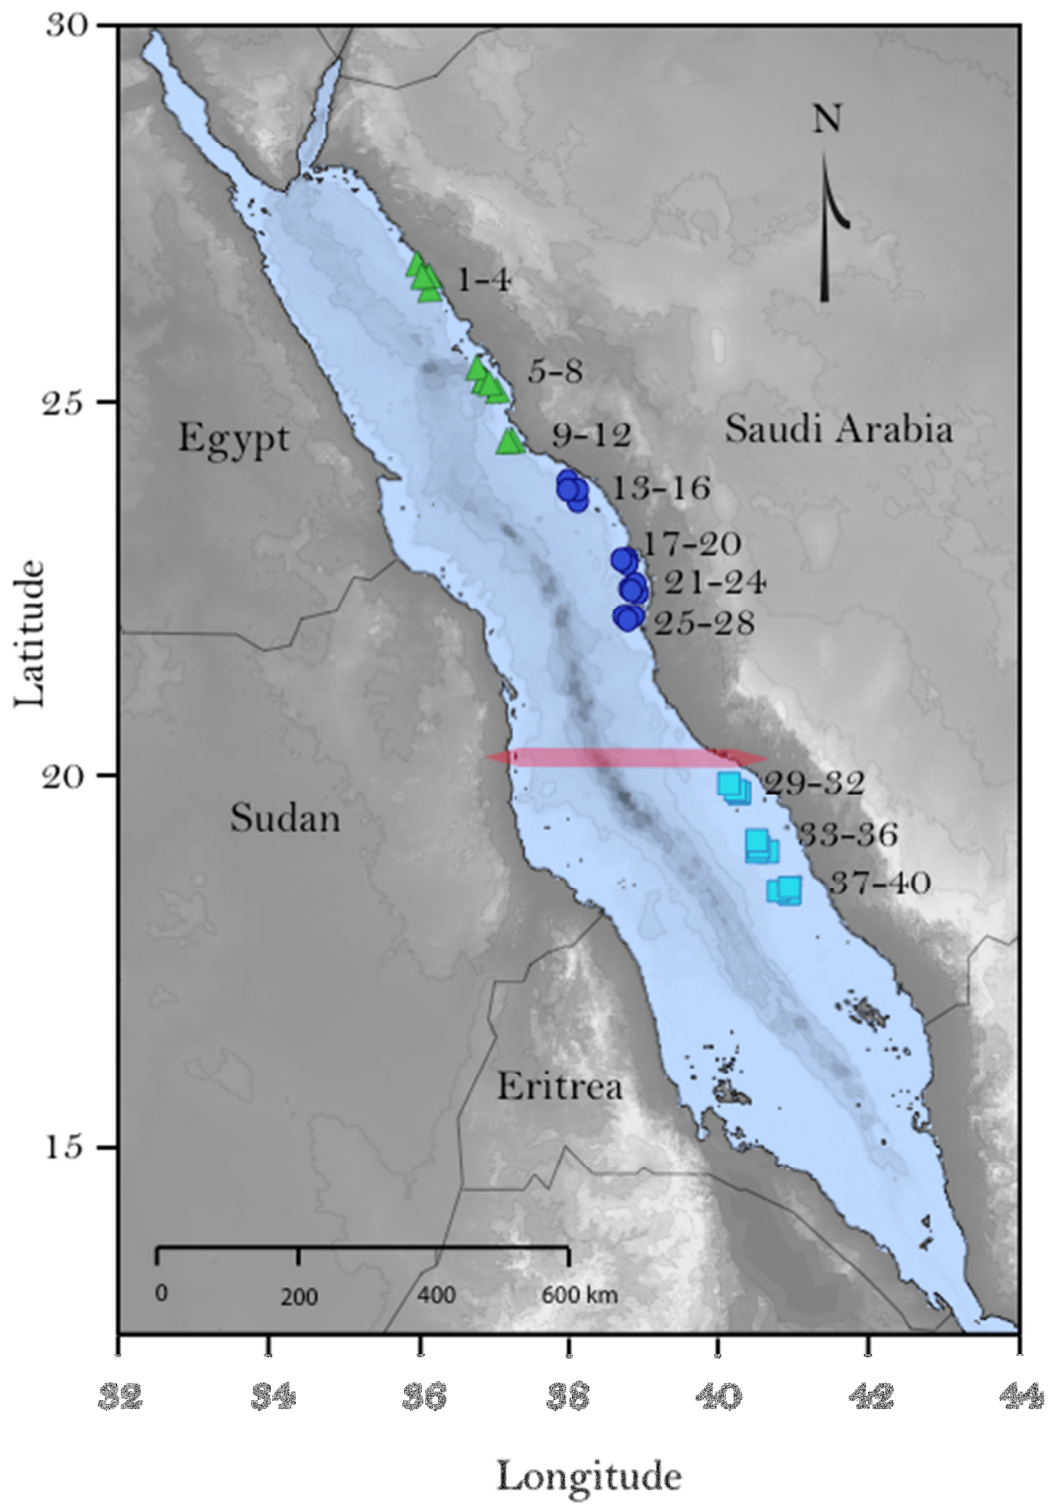 30
N
1-4
5-8
25
Egypt
9-12
Saudi Arabia
13-16
17-20
21-24
25-28
Latitude
20
29-32
Sudan
33-36
37-40
Eritrea
15
0 200 400 600 km
32 34 36 38 40 42 44
Longitude